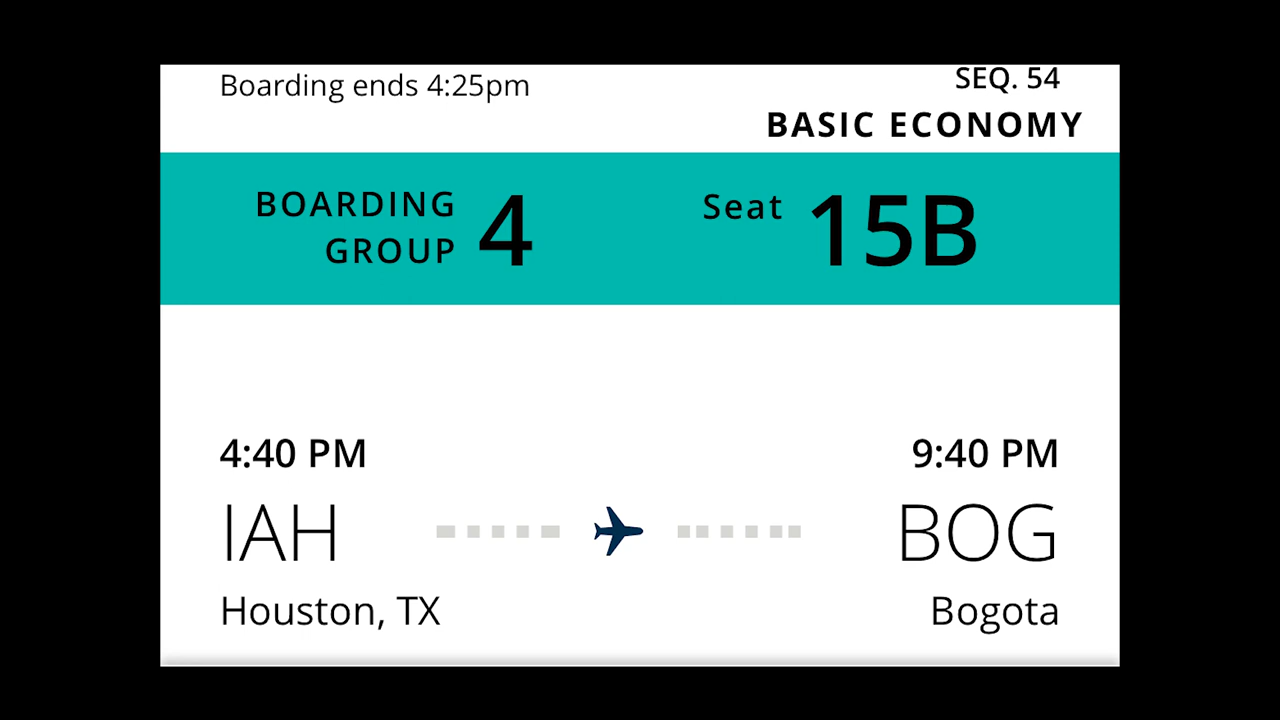 Boarding ends 4:25pm
SEQ. 54
BASIC ECONOMY
BOARDING
GROUP
4
Seat
15B
4:40 PM
9:40 PM
IAH
BOG
Houston, TX
Bogota